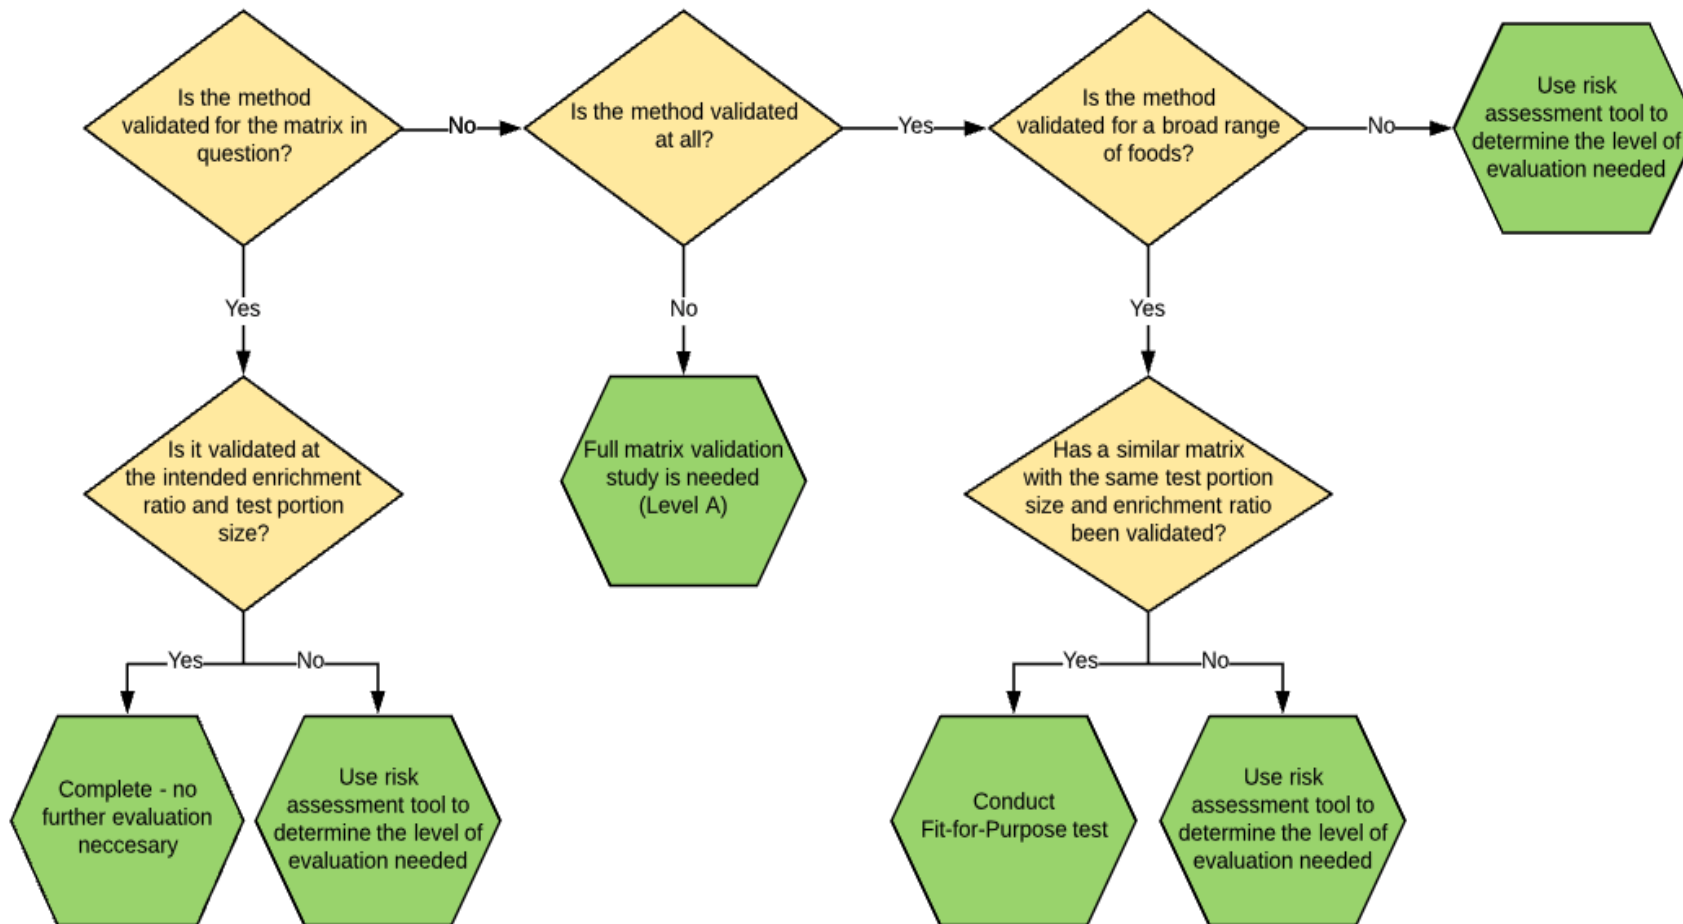 Is the method
validated for the matrix in
question?
No
Is the method validated
at all?
Yes
Is the method
validated for a broad range
of foods?
No
Use risk
assessment tool to
determine the level of
evaluation needed
Yes
No
Yes
Is it validated at
the intended enrichment
ratio and test portion
size?
Full matrix validation
study is needed
(Level A)
Has a similar matrix
with the same test portion
size and enrichment ratio
been validated?
Yes
No
Yes
No
Complete - no
further evaluation
neccesary
Use risk
assessment tool to
determine the level of
evaluation needed
Conduct
Fit-for-Purpose test
Use risk
assessment tool to
determine the level of
evaluation needed